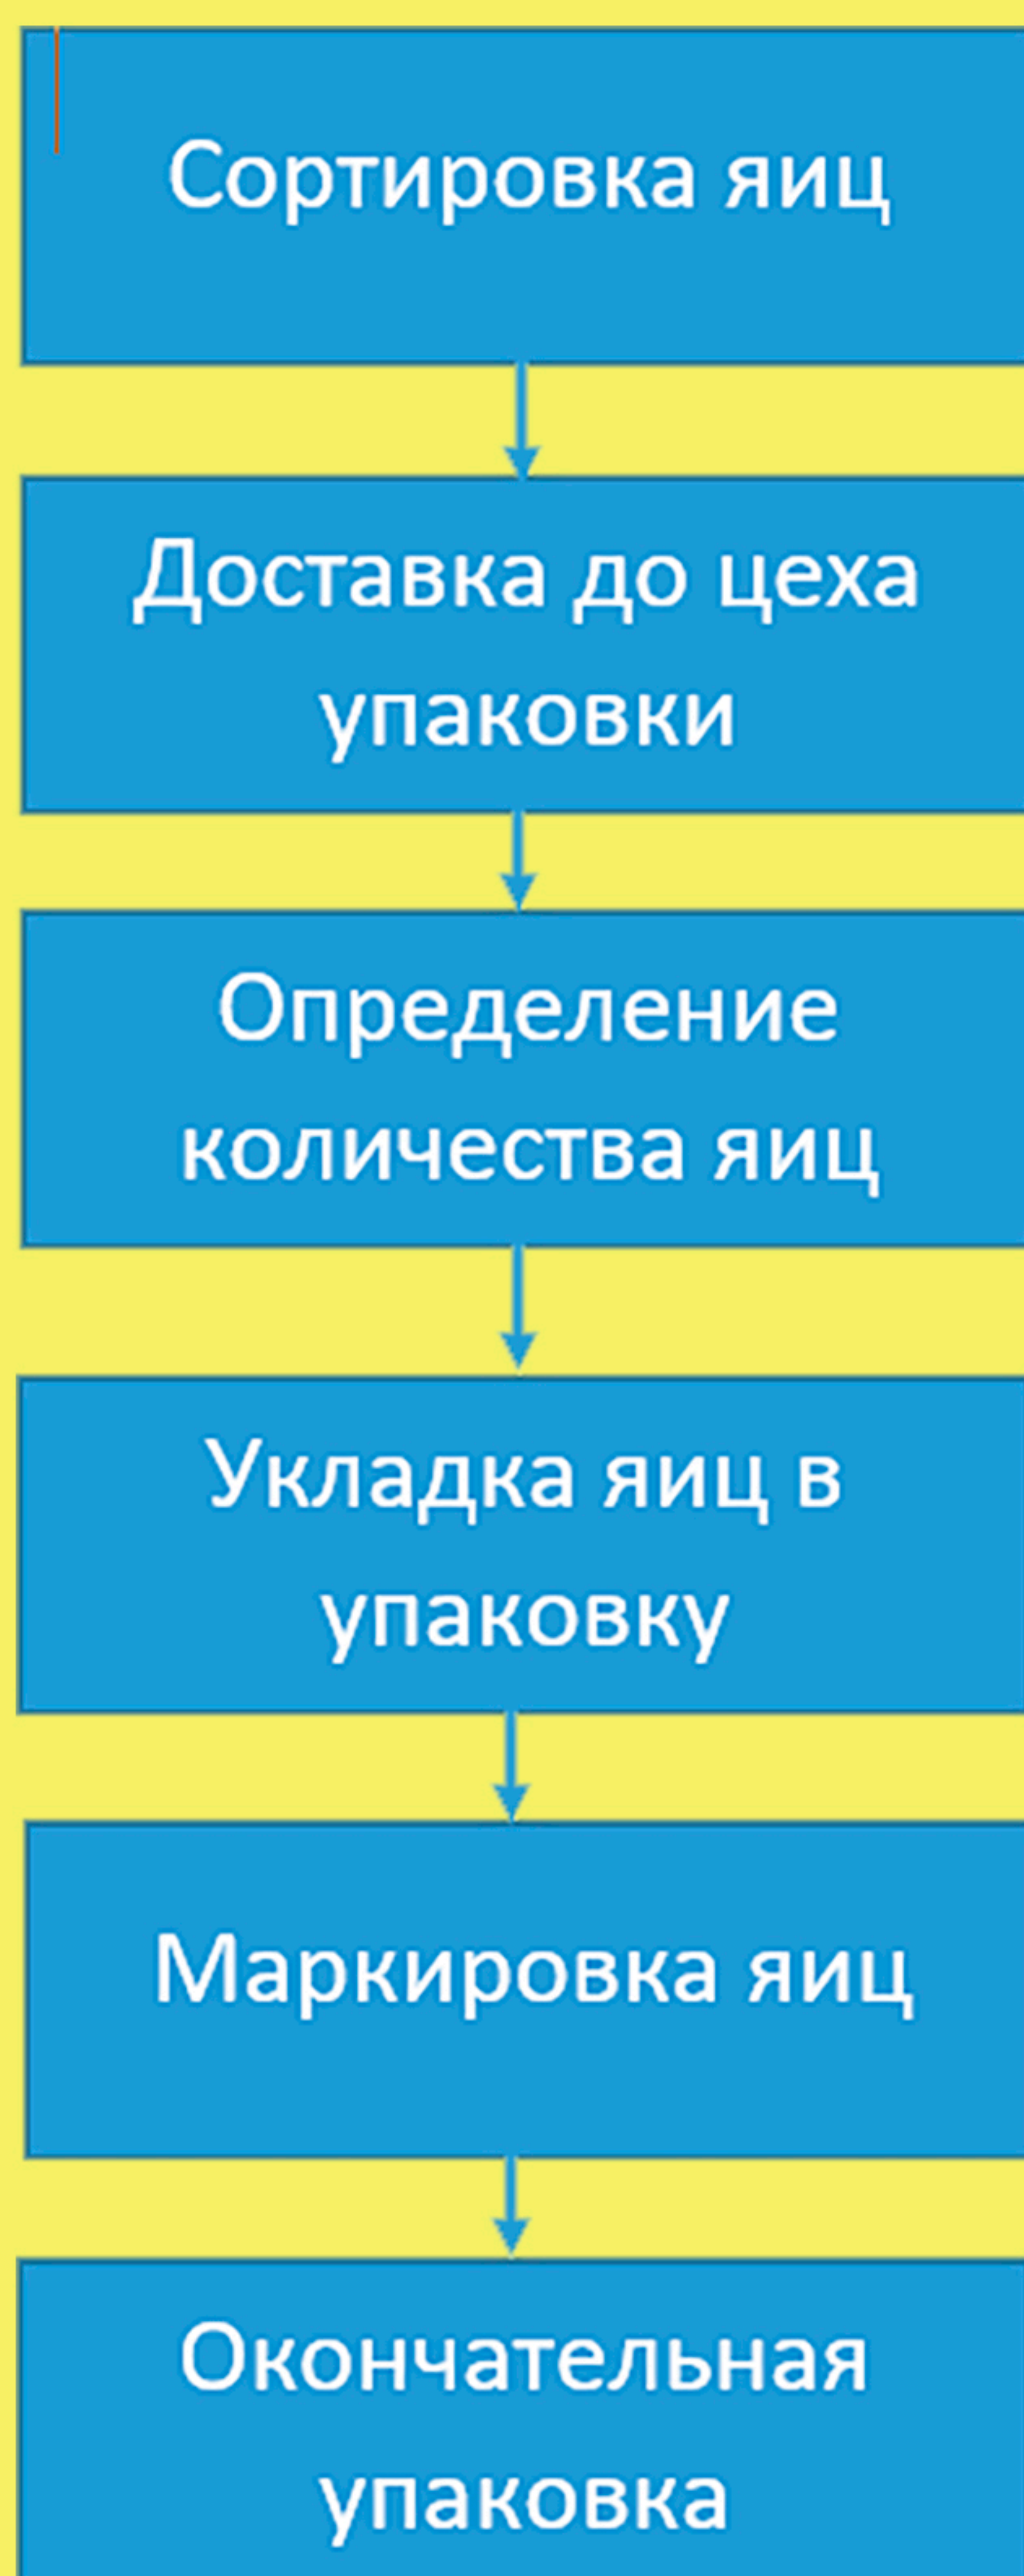 Сортировка яиц
Доставка до цеха
упаковки
Определение
количества яиц
Укладка яиц в
упаковку
Маркировка яиц
Окончательная
упаковка